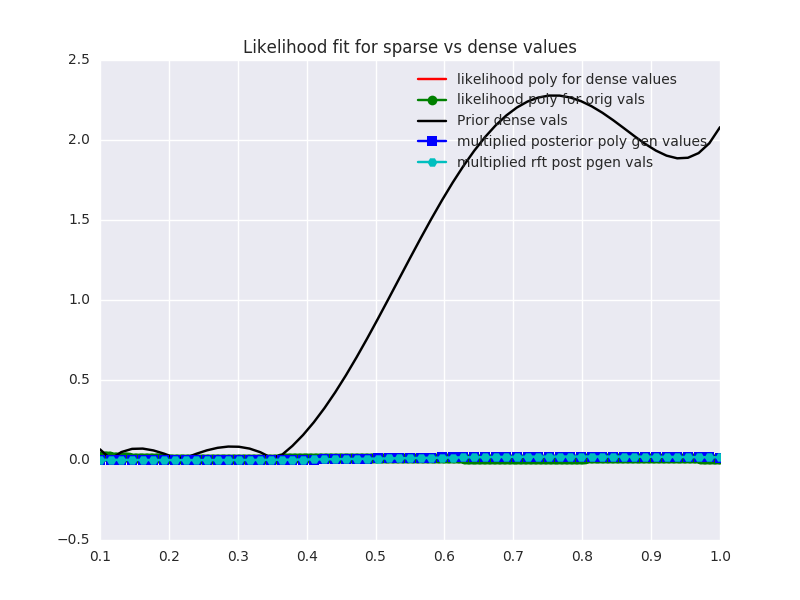 Likelihood fit for sparse vs dense values
2.5
2.0
1.5
1.0
0.5
0.0
−0.5
likelihood poly for dense values
likelihood poly for orig vals
Prior dense vals
multiplied posterior poly gen values
multiplied rft post pgen vals
0.1 0.2 0.3 0.4 0.5 0.6 0.7 0.8 0.9 1.0